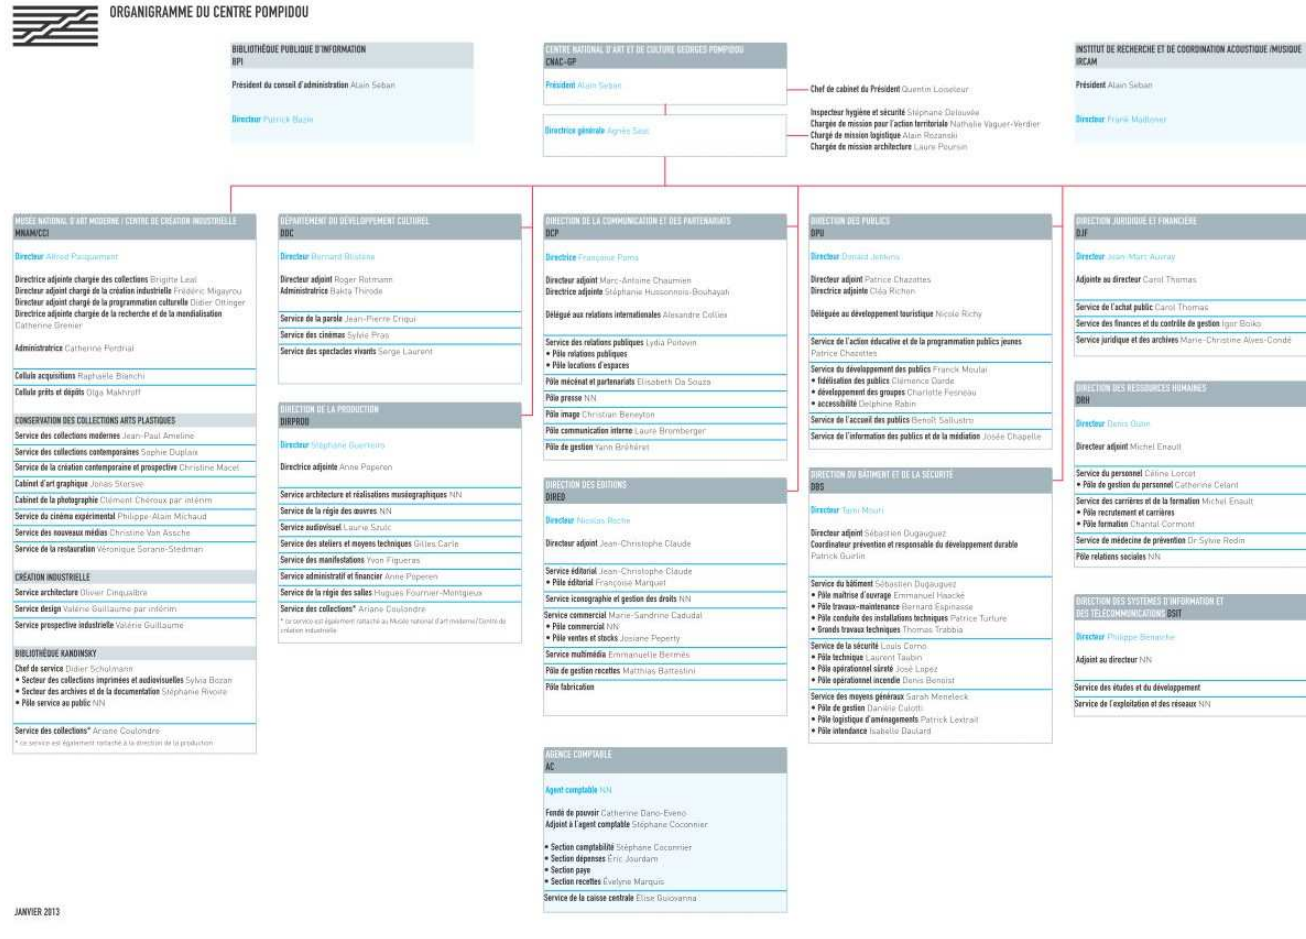 ORGANIGRAMME DU CENTRE POMPIDOU
BIBLIOTHÈQUE PUBLIQUE D'INFORMATION
BPI
Président du conseil d'administration Alain Seban
Directeur Patrick Bazin
CENTRE NATIONAL D'ART ET DE CULTURE GEORGES POMPIDOU
CNAC-GP
Président Alain Seban
Directrice générale Agnès Saal
Chef de cabinet du Président Quentin Loiseleur
Inspecteur hygiène et sécurité Stéphane Delouvée
Chargée de mission pour l'action territoriale Nathalie Vaguer-Verdier
Chargé de mission logistique Alain Rozanski
Chargée de mission architecture Laure Poursin
INSTITUT DE RECHERCHE ET DE COORDINATION ACOUSTIQUE /MUSIQUE
IRCAM
Président Alain Seban
Directeur Frank Madlener
MUSÉE NATIONAL D'ART MODERNE / CENTRE DE CRÉATION INDUSTRIELLE
MNAM/CCI
Directeur Alfred Pacquement
Directrice adjointe chargée des collections Brigitte Leal
Directeur adjoint chargé de la création industrielle Frédéric Migayrou
Directeur adjoint chargé de la programmation culturelle Didier Ottinger
Directrice adjointe chargée de la recherche et de la mondialisation
Catherine Grenier
Administratrice Catherine Perdrial
Cellule acquisitions Raphaële Bianchi
Cellule prêts et dépôts Olga Makhroff
CONSERVATION DES COLLECTIONS ARTS PLASTIQUES
Service des collections modernes Jean-Paul Ameline
Service des collections contemporaines Sophie Duplaix
Service de la création contemporaine et prospective Christine Macel
Cabinet d'art graphique Jonas Storsve
Cabinet de la photographie Clément Chéroux par intérim
Service du cinéma expérimental Philippe-Alain Michaud
Service des nouveaux médias Christine Van Assche
Service de la restauration Véronique Sorano-Stedman
CRÉATION INDUSTRIELLE
Service architecture Olivier Cinqualbre
Service design Valérie Guillaume par intérim
Service prospective industrielle Valérie Guillaume
BIBLIOTHÈQUE KANDINSKY
Chef de service Didier Schulmann
• Secteur des collections imprimées et audiovisuelles Sylvia Bozan
• Secteur des archives et de la documentation Stéphanie Rivoire
• Pôle service au public NN
Service des collections* Ariane Coulondre
* ce service est également rattaché à la direction de la production
DÉPARTEMENT DU DÉVELOPPEMENT CULTUREL
DDC
Directeur Bernard Blistène
Directeur adjoint Roger Rotmann
Administratrice Bakta Thirode
Service de la parole Jean-Pierre Criqui
Service des cinémas Sylvie Pras
Service des spectacles vivants Serge Laurent
DIRECTION DE LA PRODUCTION
DIRPROD
Directeur Stéphane Guerreiro
Directrice adjointe Anne Poperen
Service architecture et réalisations muséographiques NN
Service de la régie des œuvres NN
Service audiovisuel Laurie Szulc
Service des ateliers et moyens techniques Gilles Carle
Service des manifestations Yvon Figueras
Service administratif et financier Anne Poperen
Service de la régie des salles Hugues Fournier-Montgieux
Service des collections* Ariane Coulondre
* ce service est également rattaché au Musée national d'art moderne/Centre de
création industrielle
DIRECTION DE LA COMMUNICATION ET DES PARTENARIATS
DCP
Directrice Françoise Pams
Directeur adjoint Marc-Antoine Chaumien
Directrice adjointe Stéphanie Hussonnois-Bouhayati
Délégué aux relations internationales Alexandre Colliex
Service des relations publiques Lydia Poitevin
• Pôle relations publiques
• Pôle locations d'espaces
Pôle mécénat et partenariats Elisabeth Da Souza
Pôle presse NN
Pôle image Christian Beneyton
Pôle communication interne Laure Bromberger
Pôle de gestion Yann Bréhéret
DIRECTION DES ÉDITIONS
DIRED
Directeur Nicolas Roche
Directeur adjoint Jean-Christophe Claude
Service éditorial Jean-Christophe Claude
• Pôle éditorial Françoise Marquet
Service iconographie et gestion des droits NN
Service commercial Marie-Sandrine Cadudal
• Pôle commercial NN
• Pôle ventes et stocks Josiane Peperty
Service multimédia Emmanuelle Bermès
Pôle de gestion recettes Matthias Battestini
Pôle fabrication
AGENCE COMPTABLE
AC
Agent comptable NN
Fondé de pouvoir Catherine Dano-Eveno
Adjoint à l'agent comptable Stéphane Coconnier
• Section comptabilité Stéphane Coconnier
• Section dépenses Éric Jourdam
• Section paye
• Section recettes Évelyne Marquis
Service de la caisse centrale Elise Guiovanna
DIRECTION DES PUBLICS
DPU
Directeur Donald Jenkins
Directeur adjoint Patrice Chazottes
Directrice adjointe Cléa Richon
Déléguée au développement touristique Nicole Richy
Service de l'action éducative et de la programmation publics jeunes
Patrice Chazottes
Service du développement des publics Franck Moulai
• fidélisation des publics Clémence Darde
• développement des groupes Charlotte Fesneau
• accessibilité Delphine Rabin
Service de l'accueil des publics Benoît Sallustro
Service de l'information des publics et de la médiation Josée Chapelle
DIRECTION DU BÂTIMENT ET DE LA SÉCURITÉ
DBS
Directeur Tami Mouri
Directeur adjoint Sébastien Dugauguez
Coordinateur prévention et responsable du développement durable
Patrick Guirlin
Service du bâtiment Sébastien Dugauguez
• Pôle maîtrise d'ouvrage Emmanuel Haacké
• Pôle travaux-maintenance Bernard Espinasse
• Pôle conduite des installations techniques Patrice Turlure
• Grands travaux techniques Thomas Trabbia
Service de la sécurité Louis Corno
• Pôle technique Laurent Taubin
• Pôle opérationnel sûreté José Lopez
• Pôle opérationnel incendie Denis Benoist
Service des moyens généraux Sarah Meneleck
• Pôle de gestion Danièle Culotti
• Pôle logistique d'aménagements Patrick Lextrait
• Pôle intendance Isabelle Daulard
DIRECTION JURIDIQUE ET FINANCIÈRE
DJF
Directeur Jean-Marc Auvray
Adjointe au directeur Carol Thomas
Service de l'achat public Carol Thomas
Service des finances et du contrôle de gestion Igor Boiko
Service juridique et des archives Marie-Christine Alves-Condé
DIRECTION DES RESSOURCES HUMAINES
DRH
Directeur Denis
Directeur adjoint Michel Enault
Service du personnel Céline Lorcet
• Pôle de gestion du personnel Catherine Celant
Service des carrières et de la formation Michel Enault
• Pôle recrutement et carrières
• Pôle formation Chantal Cormont
Service de médecine de prévention Dr Sylvie Rodin
Pôle relations sociales NN
DIRECTION DES SYSTÈMES D'INFORMATION ET
DES TÉLÉCOMMUNICATIONS DSIT
Directeur Philippe Bénaiche
Adjoint au directeur NN
Service des études et du développement
Service de l'exploitation et des réseaux NN
JANVIER 2013